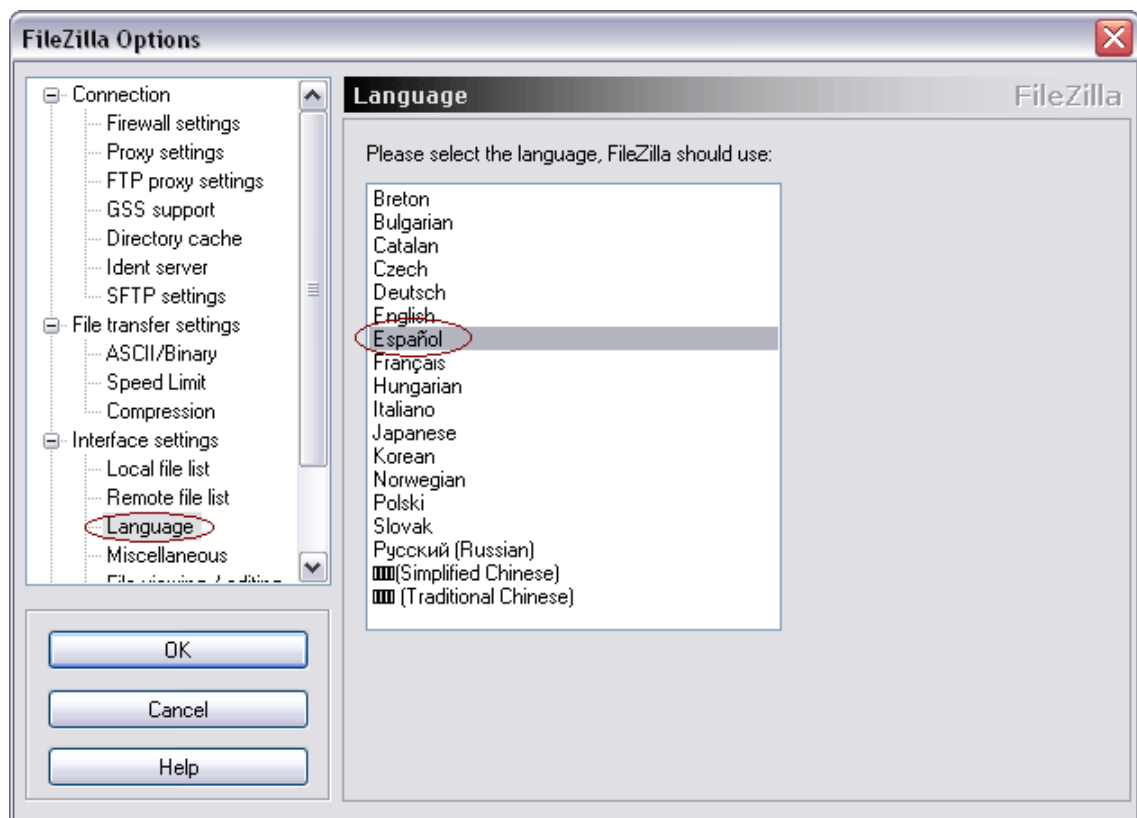 FileZilla Options
Connection
Firewall settings
Proxy settings
FTP proxy settings
GSS support
Directory cache
Ident server
SFTP settings
File transfer settings
ASCII/Binary
Speed Limit
Compression
Interface settings
Local file list
Remote file list
Language
Miscellaneous
File viewing / editing
OK
Cancel
Help
Language
FileZilla
Please select the language, FileZilla should use:
Breton
Bulgarian
Catalan
Czech
Deutsch
English
Español
Français
Hungarian
Italiano
Japanese
Korean
Norwegian
Polski
Slovak
Русский (Russian)
(Simplified Chinese)
(Traditional Chinese)